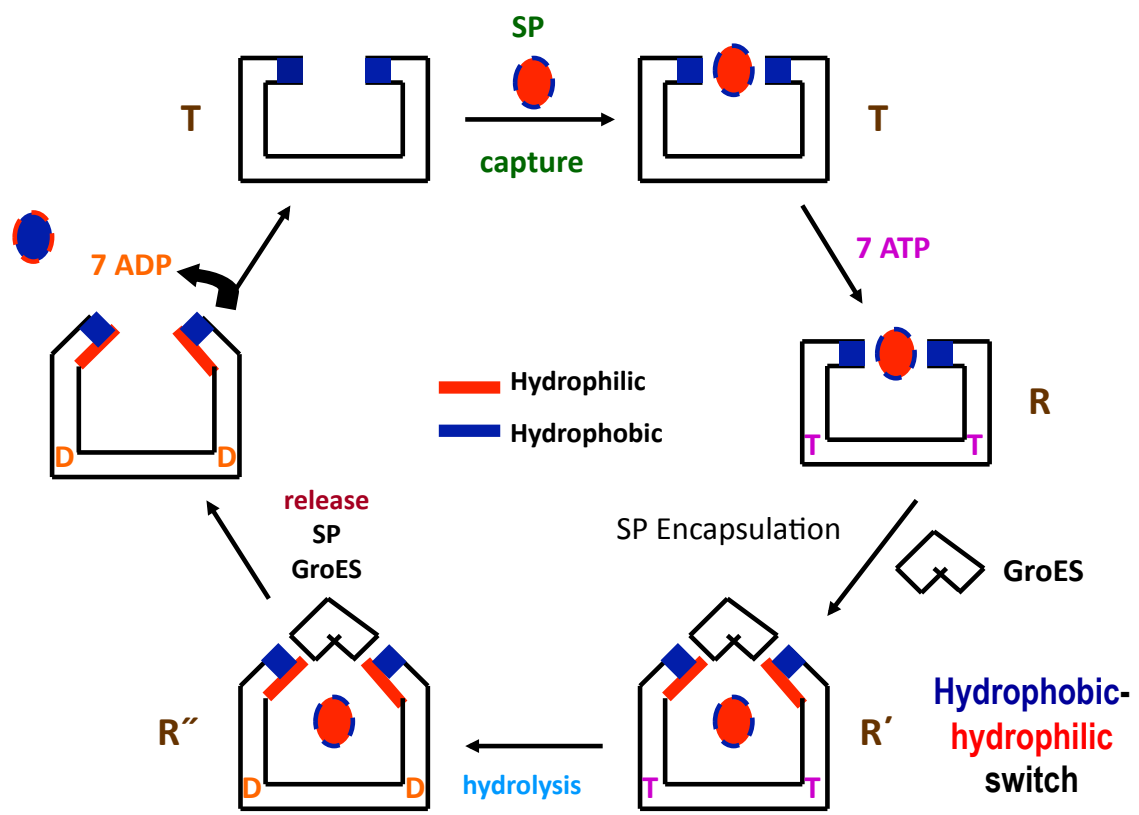 SP
T
T
capture
7 ATP
7 ADP
Hydrophilic
Hydrophobic
R
T
T
D
D
release
SP
GroES
SP Encapsulation
GroES
R″
R′
Hydrophobic-
hydrophilic
switch
D
D
hydrolysis
T
T